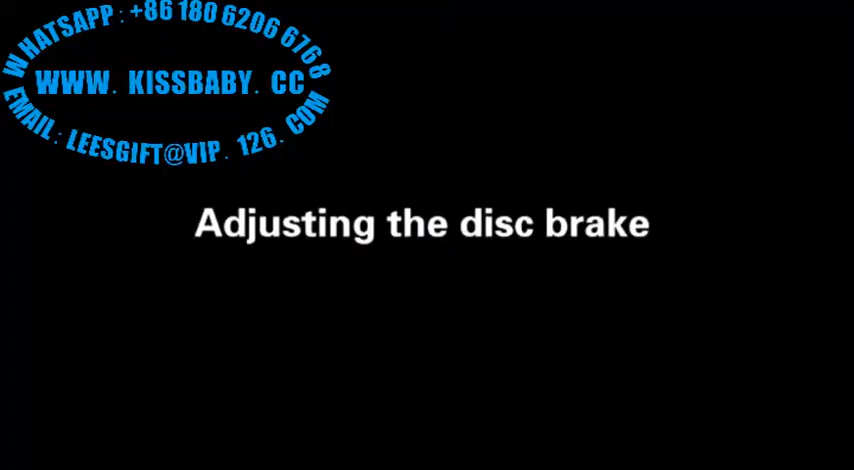 WHATSAPP: +86 180 6206 6768
WWW. KISSBABY. CC
EMAIL: LEESGIFT@VIP. 126. COM
Adjusting the disc brake